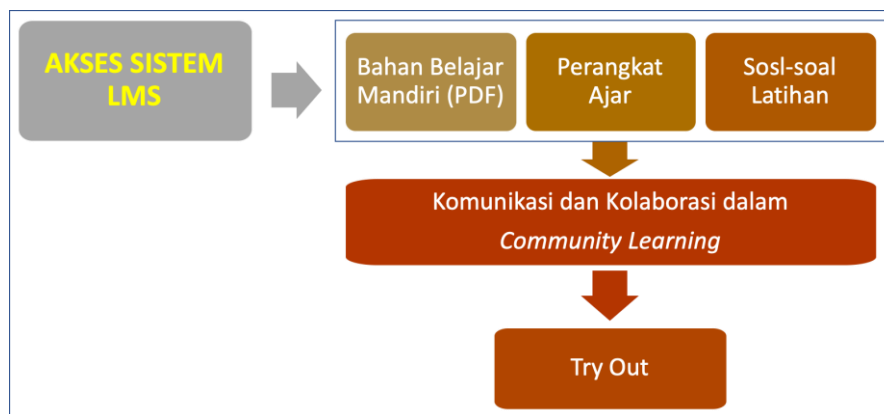 AKSES SISTEM
LMS
Bahan Belajar
Mandiri (PDF)
Perangkat
Ajar
Sosl-soal
Latihan
Komunikasi dan Kolaborasi dalam
Community Learning
Try Out